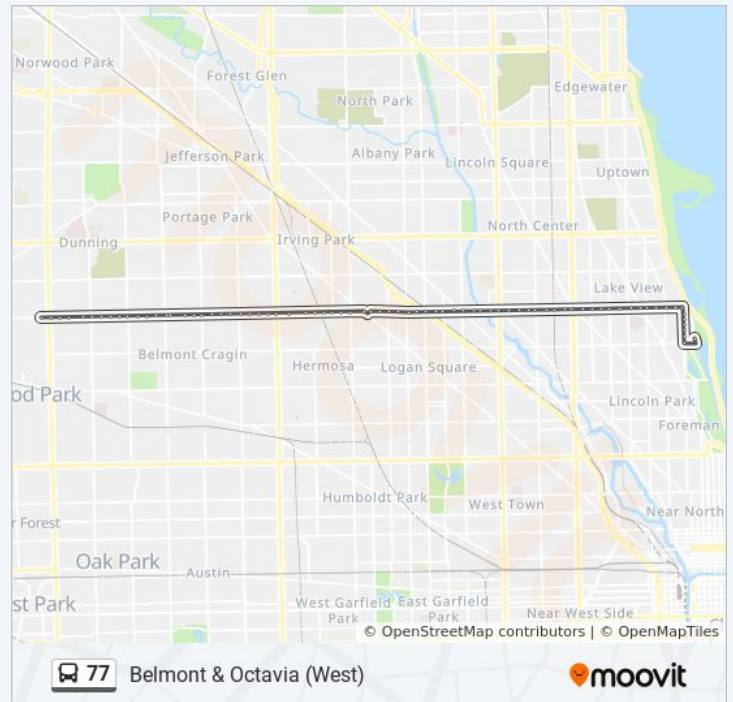 Norwood Park
Forest Glen
Edgewater
North Park
Jefferson Park
Albany Park
Lincoln Square
Uptown
Portage Park
North Center
Dunning
Irving Park
Lake View
Belmont Cragin
Hermosa
Logan Square
od Park
Lincoln Park
Foreman
Humboldt Park
West Town
Near North
r Forest
Oak Park
Austin
st Park
West Garfield
Park
East Garfield
Park
Near West Side
© OpenStreetMap contributors | © OpenMapTiles
77 Belmont & Octavia (West)
moovit